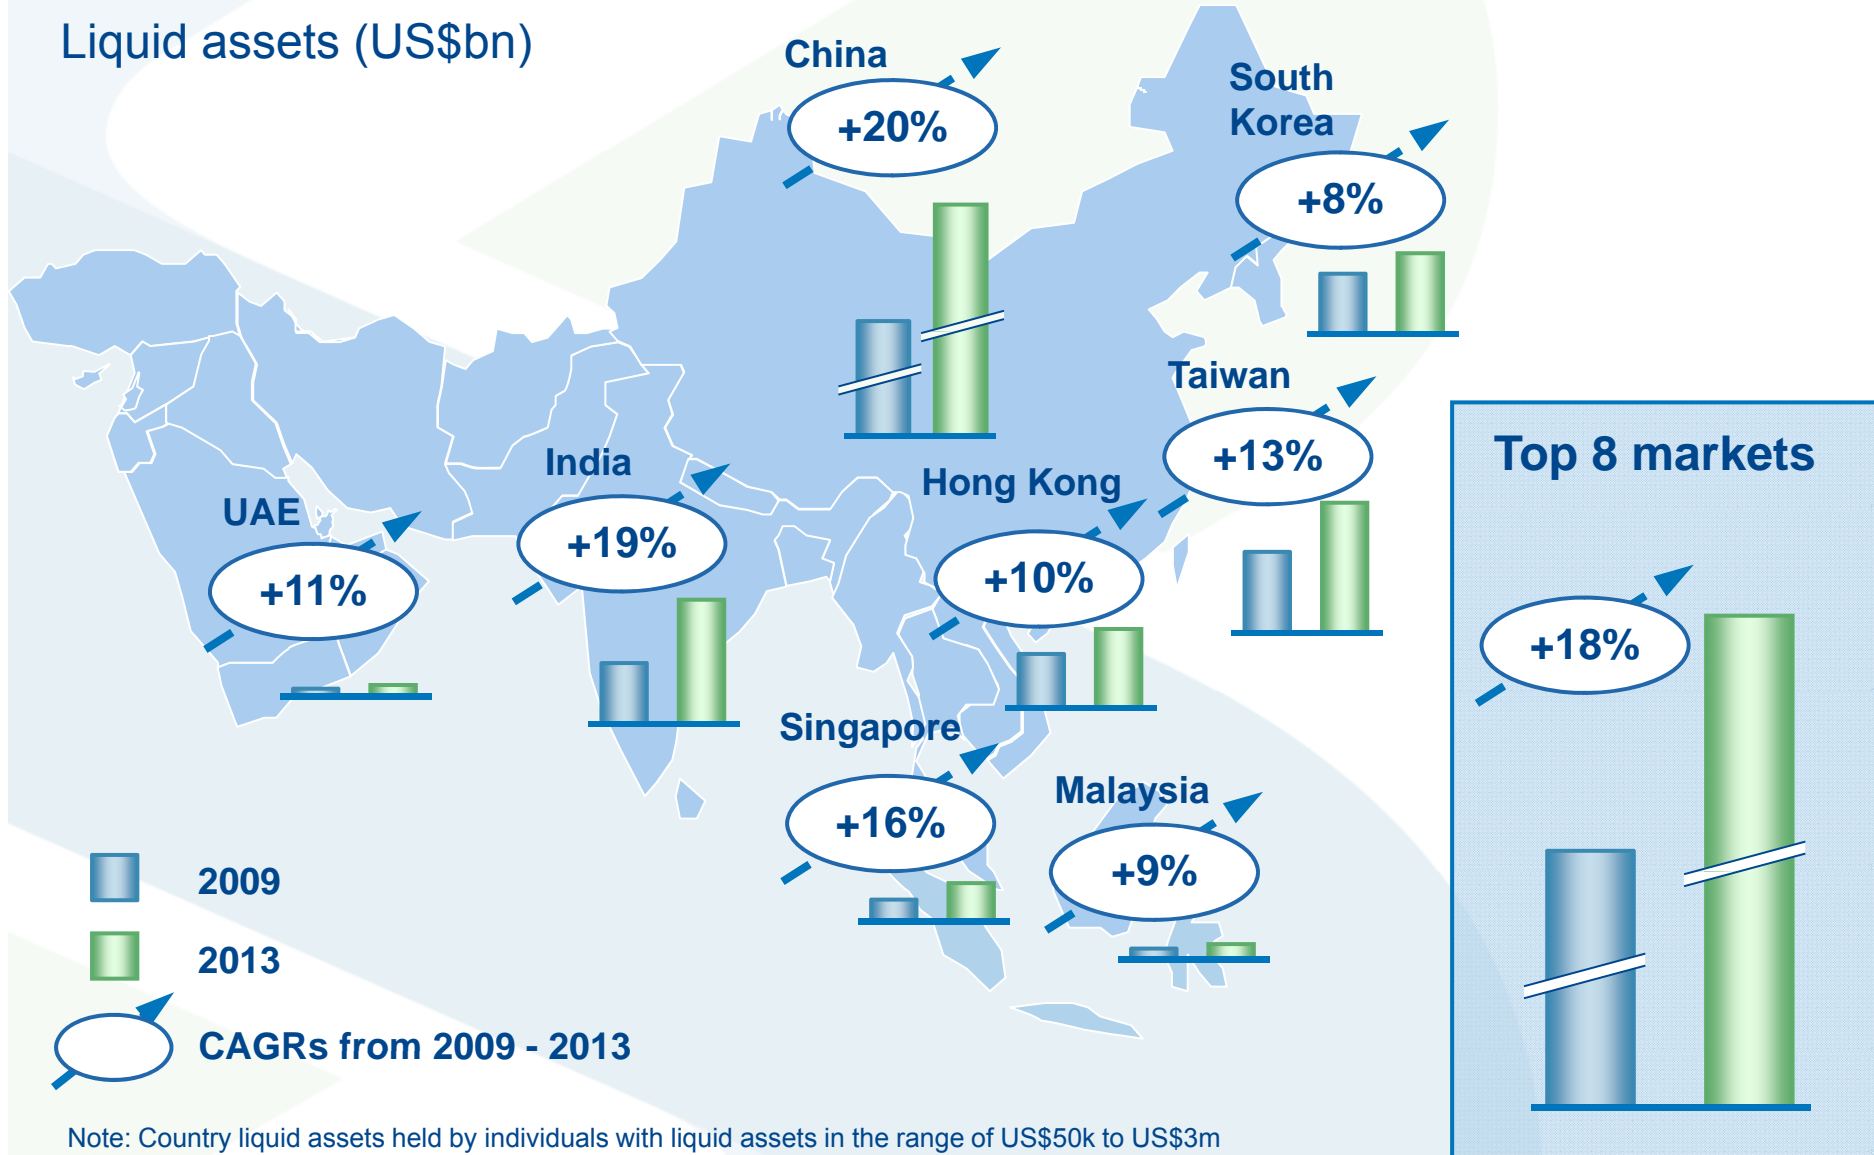 Liquid assets (US$bn)
China
+20%
South
Korea
+8%
Taiwan
+13%
India
+19%
Hong Kong
+10%
UAE
+11%
Singapore
+16%
Malaysia
+9%
Top 8 markets
+18%
2009
2013
CAGRs from 2009 - 2013
Note: Country liquid assets held by individuals with liquid assets in the range of US$50k to US$3m